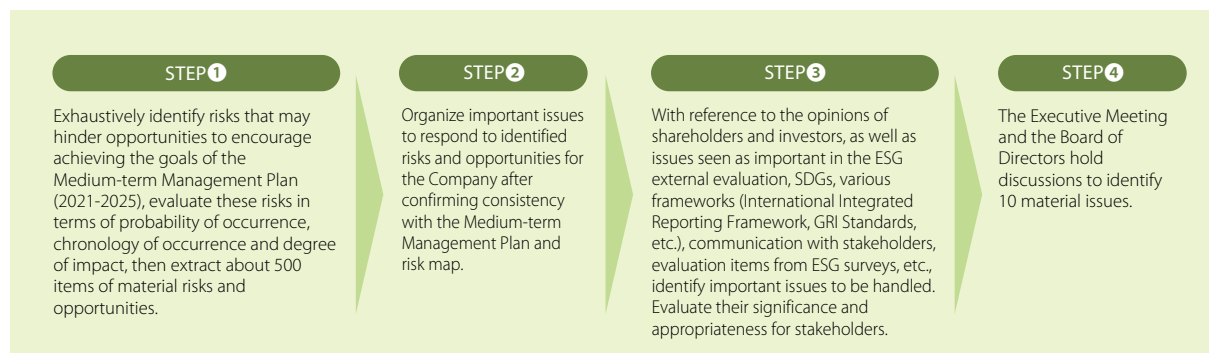 STEP❶
Exhaustively identify risks that may
hinder opportunities to encourage
achieving the goals of the
Medium-term Management Plan
(2021-2025), evaluate these risks in
terms of probability of occurrence,
chronology of occurrence and degree
of impact, then extract about 500
items of material risks and
opportunities.
STEP❷
Organize important issues
to respond to identified
risks and opportunities for
the Company after
confirming consistency
with the Medium-term
Management Plan and
risk map.
STEP❸
With reference to the opinions of
shareholders and investors, as well as
issues seen as important in the ESG
external evaluation, SDGs, various
frameworks (International Integrated
Reporting Framework, GRI Standards,
etc.), communication with stakeholders,
evaluation items from ESG surveys, etc.,
identify important issues to be handled.
Evaluate their significance and
appropriateness for stakeholders.
STEP❹
The Executive Meeting
and the Board of
Directors hold
discussions to identify
10 material issues.